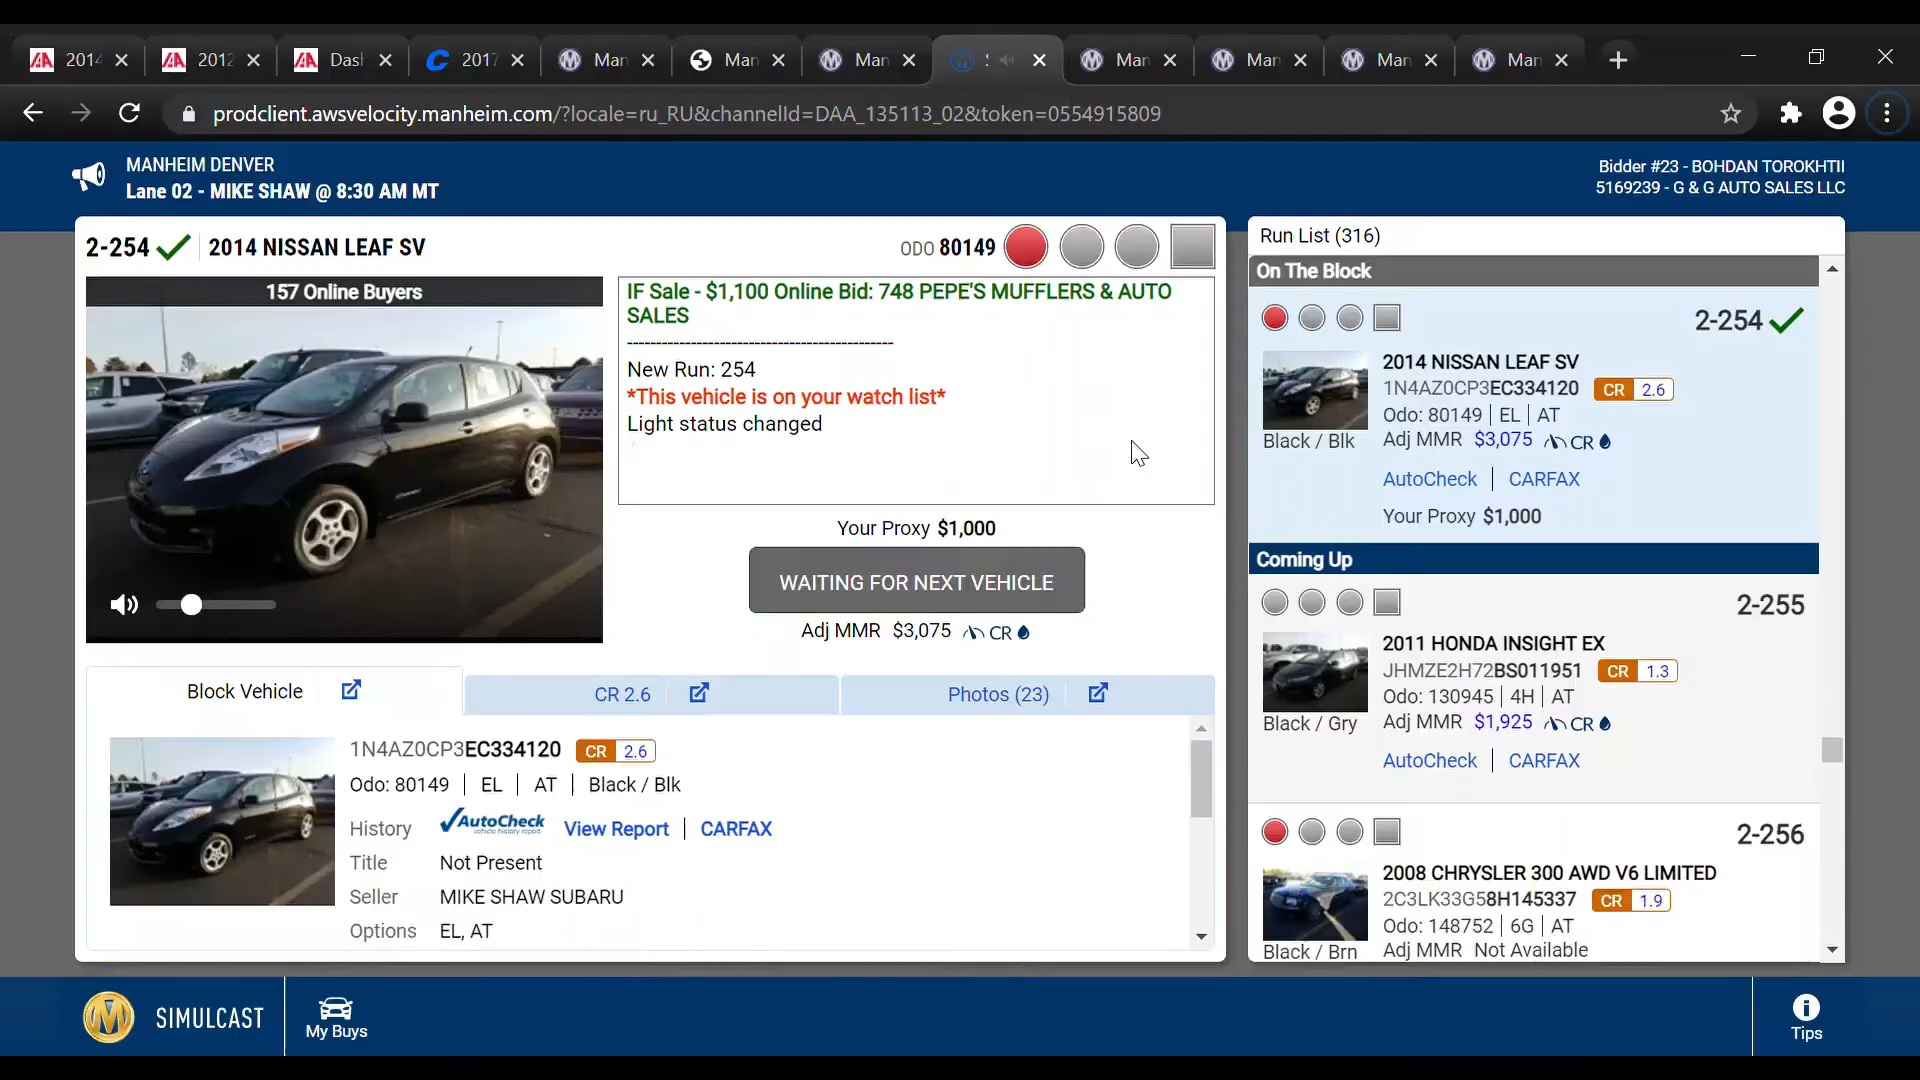 2014
2012
Dash
2017
Man
Man
Man
S
Man
Man
Man
Man
prodclient.awsvelocity.manheim.com/?locale=ru_RU&channelId=DAA_135113_02&token=0554915809
MANHEIM DENVER
Lane 02 - MIKE SHAW @ 8:30 AM MT
Bidder #23 - BOHDAN TOROKHTII
5169239 - G & G AUTO SALES LLC
2-254
2014 NISSAN LEAF SV
ODO 80149
157 Online Buyers
IF Sale - $1,100 Online Bid: 748 PEPE'S MUFFLERS & AUTO
SALES
---------------------------------------------
New Run: 254
*This vehicle is on your watch list*
Light status changed
Your Proxy $1,000
WAITING FOR NEXT VEHICLE
Adj MMR $3,075 CR
Block Vehicle
CR 2.6
Photos (23)
1N4AZ0CP3EC334120 CR 2.6
Odo: 80149 | EL | AT | Black / Blk
History AutoCheck vehicle history report View Report | CARFAX
Title Not Present
Seller MIKE SHAW SUBARU
Options EL, AT
Run List (316)
On The Block
2-254
2014 NISSAN LEAF SV
1N4AZ0CP3EC334120 CR 2.6
Odo: 80149 | EL | AT
Black / Blk
Adj MMR $3,075 CR
AutoCheck | CARFAX
Your Proxy $1,000
Coming Up
2-255
2011 HONDA INSIGHT EX
JHMZE2H72BS011951 CR 1.3
Odo: 130945 | 4H | AT
Black / Gry
Adj MMR $1,925 CR
AutoCheck | CARFAX
2-256
2008 CHRYSLER 300 AWD V6 LIMITED
2C3LK33G58H145337 CR 1.9
Odo: 148752 | 6G | AT
Black / Brn
Adj MMR Not Available
SIMULCAST
My Buys
Tips